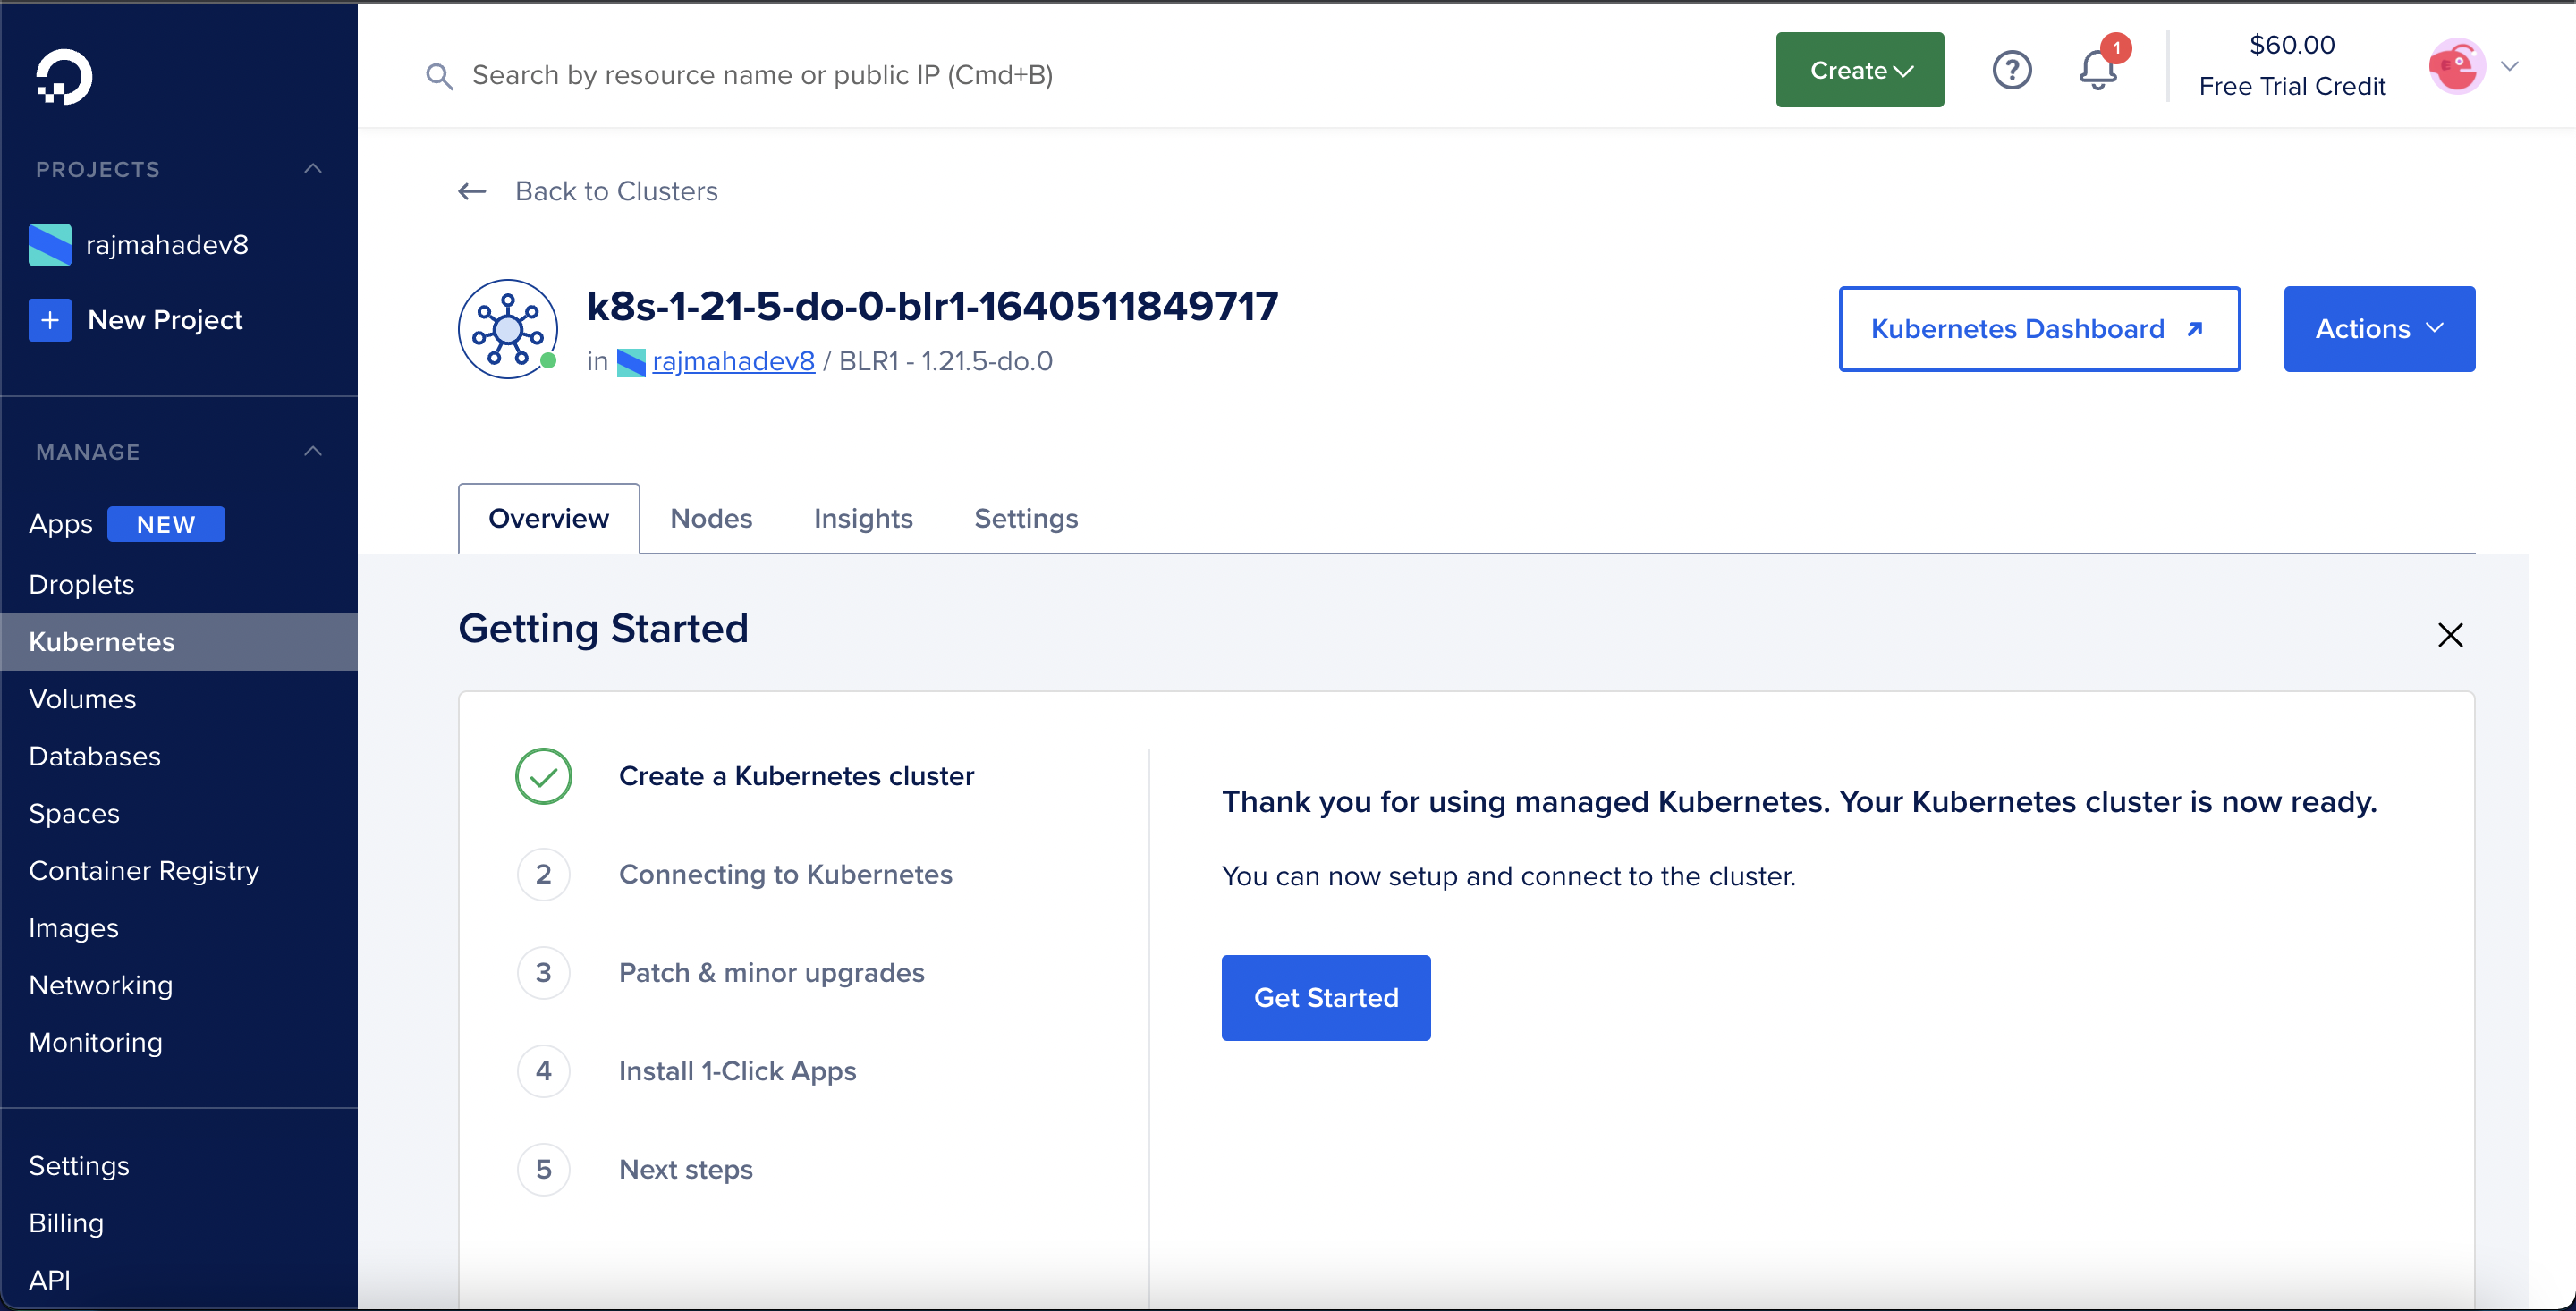 Search by resource name or public IP (Cmd+B)
Create
?
1
$60.00
Free Trial Credit
PROJECTS
rajmahadev8
+ New Project
MANAGE
Apps NEW
Droplets
Kubernetes
Volumes
Databases
Spaces
Container Registry
Images
Networking
Monitoring
Settings
Billing
API
← Back to Clusters
k8s-1-21-5-do-0-blr1-1640511849717
in rajmahadev8 / BLR1 - 1.21.5-do.0
Kubernetes Dashboard
Actions
Overview Nodes Insights Settings
Getting Started
Create a Kubernetes cluster
2 Connecting to Kubernetes
3 Patch & minor upgrades
4 Install 1-Click Apps
5 Next steps
Thank you for using managed Kubernetes. Your Kubernetes cluster is now ready.
You can now setup and connect to the cluster.
Get Started